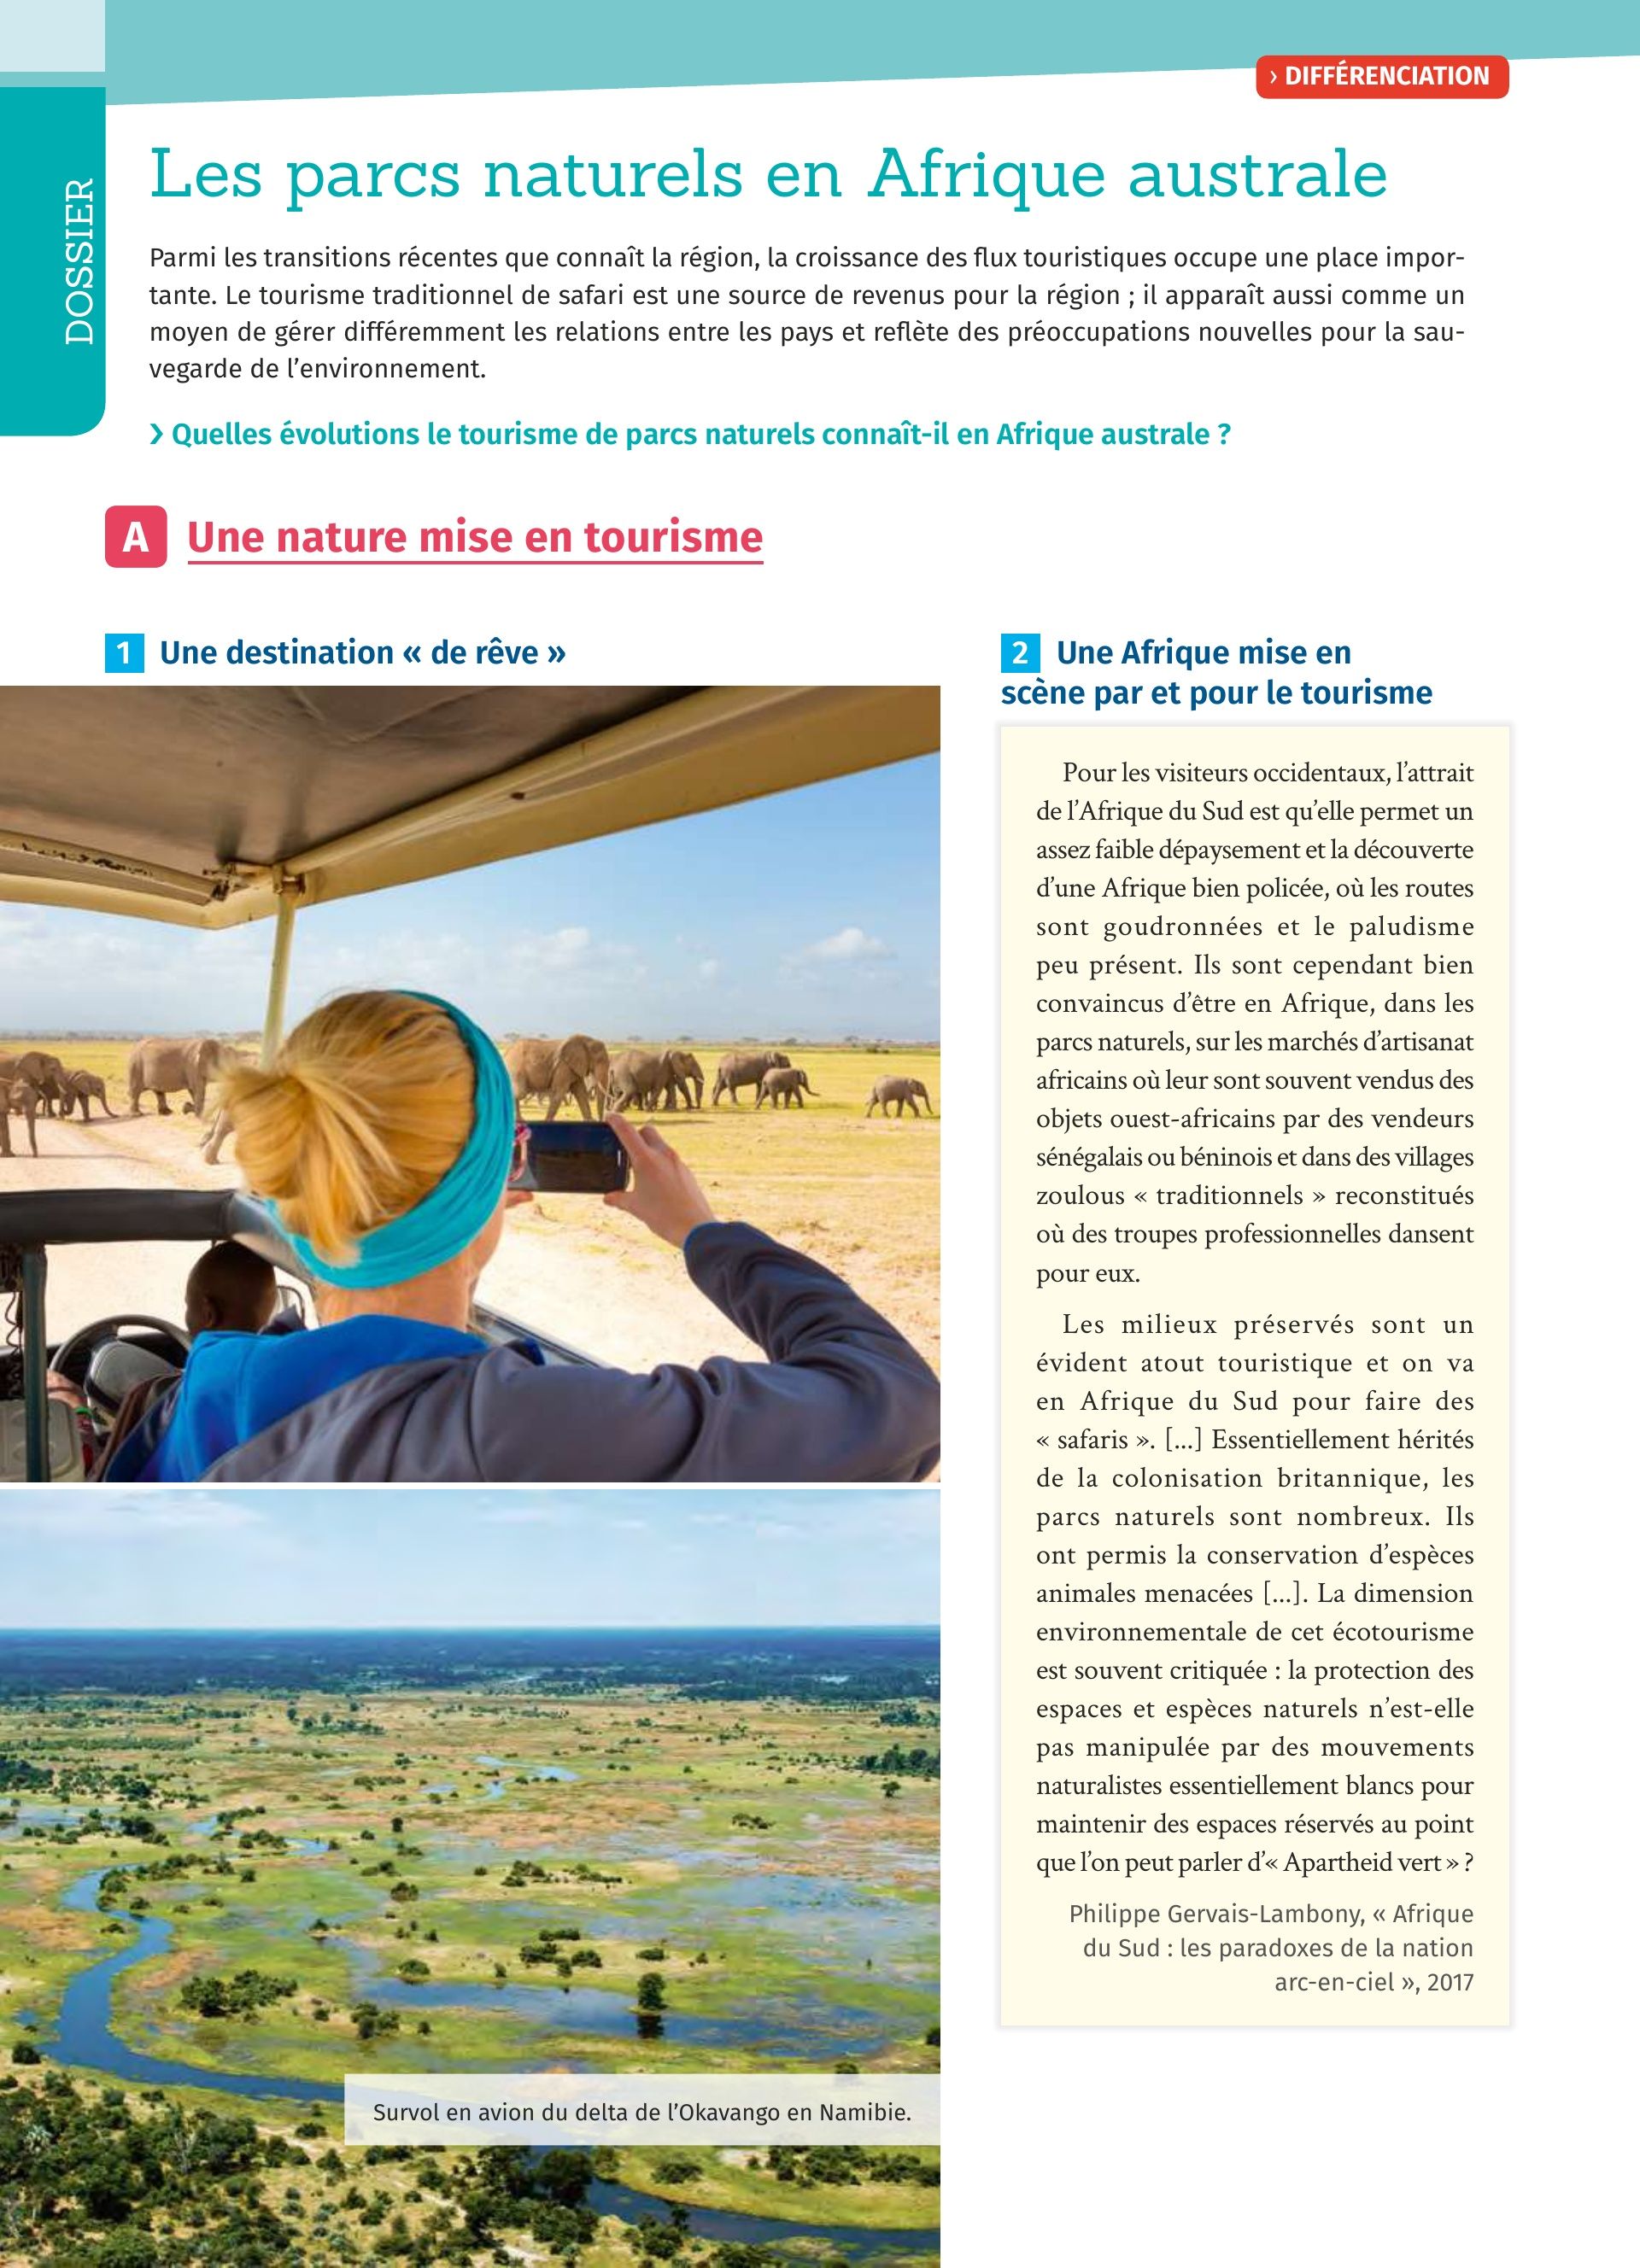 › DIFFÉRENCIATION
DOSSIER
Les parcs naturels en Afrique australe
Parmi les transitions récentes que connaît la région, la croissance des flux touristiques occupe une place impor-
tante. Le tourisme traditionnel de safari est une source de revenus pour la région ; il apparaît aussi comme un
moyen de gérer différemment les relations entre les pays et reflète des préoccupations nouvelles pour la sau-
vegarde de l’environnement.
› Quelles évolutions le tourisme de parcs naturels connaît-il en Afrique australe ?
A Une nature mise en tourisme
1 Une destination « de rêve »
Survol en avion du delta de l’Okavango en Namibie.
2 Une Afrique mise en
scène par et pour le tourisme
Pour les visiteurs occidentaux, l’attrait
de l’Afrique du Sud est qu’elle permet un
assez faible dépaysement et la découverte
d’une Afrique bien policée, où les routes
sont goudronnées et le paludisme
peu présent. Ils sont cependant bien
convaincus d’être en Afrique, dans les
parcs naturels, sur les marchés d’artisanat
africains où leur sont souvent vendus des
objets ouest-africains par des vendeurs
sénégalais ou béninois et dans des villages
zoulous « traditionnels » reconstitués
où des troupes professionnelles dansent
pour eux.
Les milieux préservés sont un
évident atout touristique et on va
en Afrique du Sud pour faire des
« safaris ». [...] Essentiellement hérités
de la colonisation britannique, les
parcs naturels sont nombreux. Ils
ont permis la conservation d’espèces
animales menacées [...]. La dimension
environnementale de cet écotourisme
est souvent critiquée : la protection des
espaces et espèces naturels n’est-elle
pas manipulée par des mouvements
naturalistes essentiellement blancs pour
maintenir des espaces réservés au point
que l’on peut parler d’« Apartheid vert » ?
Philippe Gervais-Lambony, « Afrique
du Sud : les paradoxes de la nation
arc-en-ciel », 2017